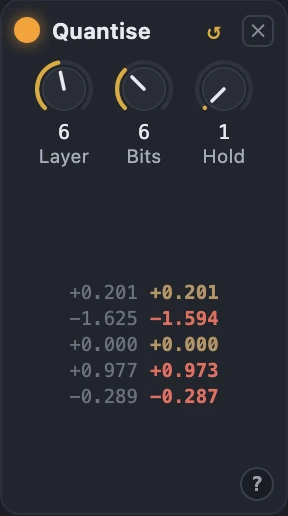 Quantise ↺ ×
6 6 1
Layer Bits Hold
+0.201 +0.201
−1.625 −1.594
+0.000 +0.000
+0.977 +0.973
−0.289 −0.287
?